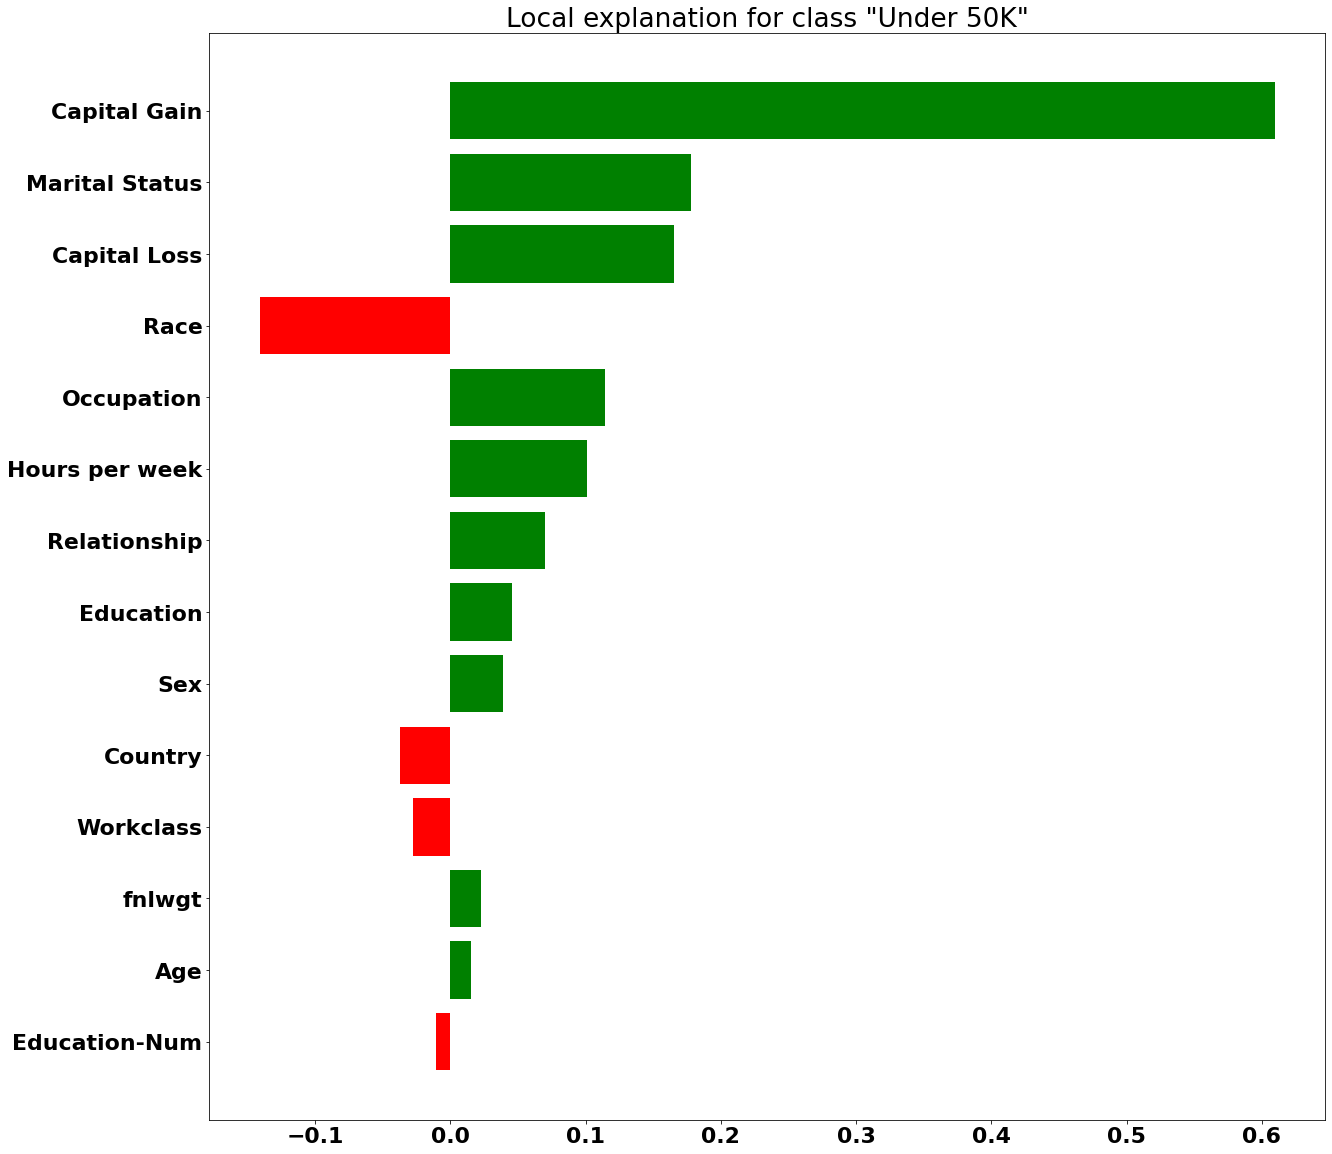 Local explanation for class "Under 50K"
Capital Gain
Marital Status
Capital Loss
Race
Occupation
Hours per week
Relationship
Education
Sex
Country
Workclass
fnlwgt
Age
Education-Num
−0.1 0.0 0.1 0.2 0.3 0.4 0.5 0.6